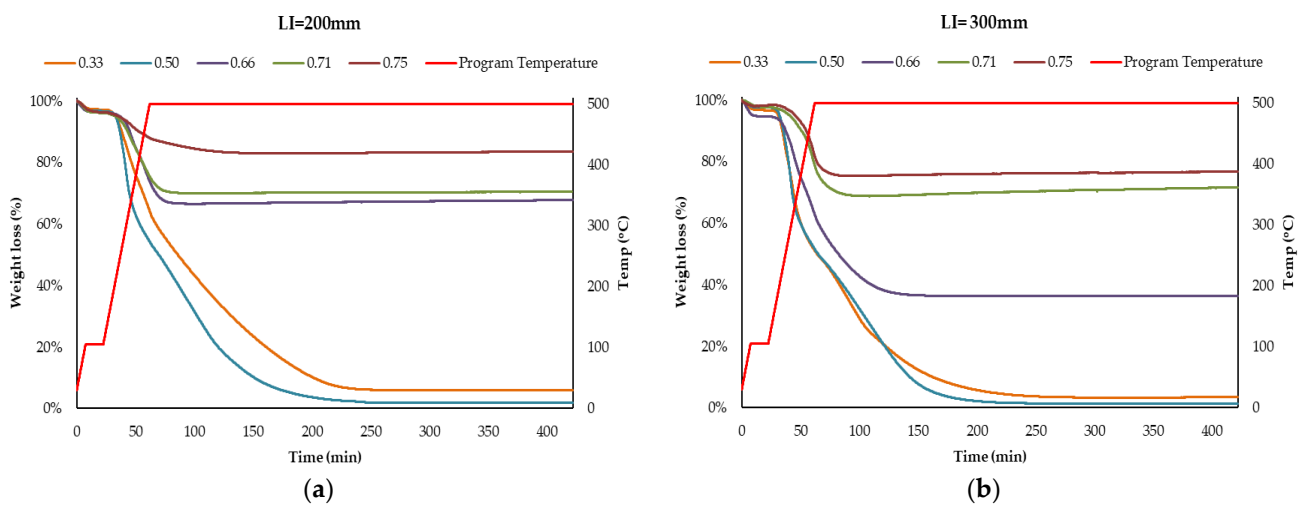 LI=200mm
0.33 0.50 0.66 0.71 0.75 Program Temperature
100%
80%
60%
40%
20%
0%
Weight loss (%)
500
400
300
200
100
0
Temp (°C)
0 50 100 150 200 250 300 350 400
Time (min)
(a)
LI= 300mm
0.33 0.50 0.66 0.71 0.75 Program Temperature
100%
80%
60%
40%
20%
0%
Weight loss (%)
500
400
300
200
100
0
Temp (°C)
0 50 100 150 200 250 300 350 400
Time (min)
(b)